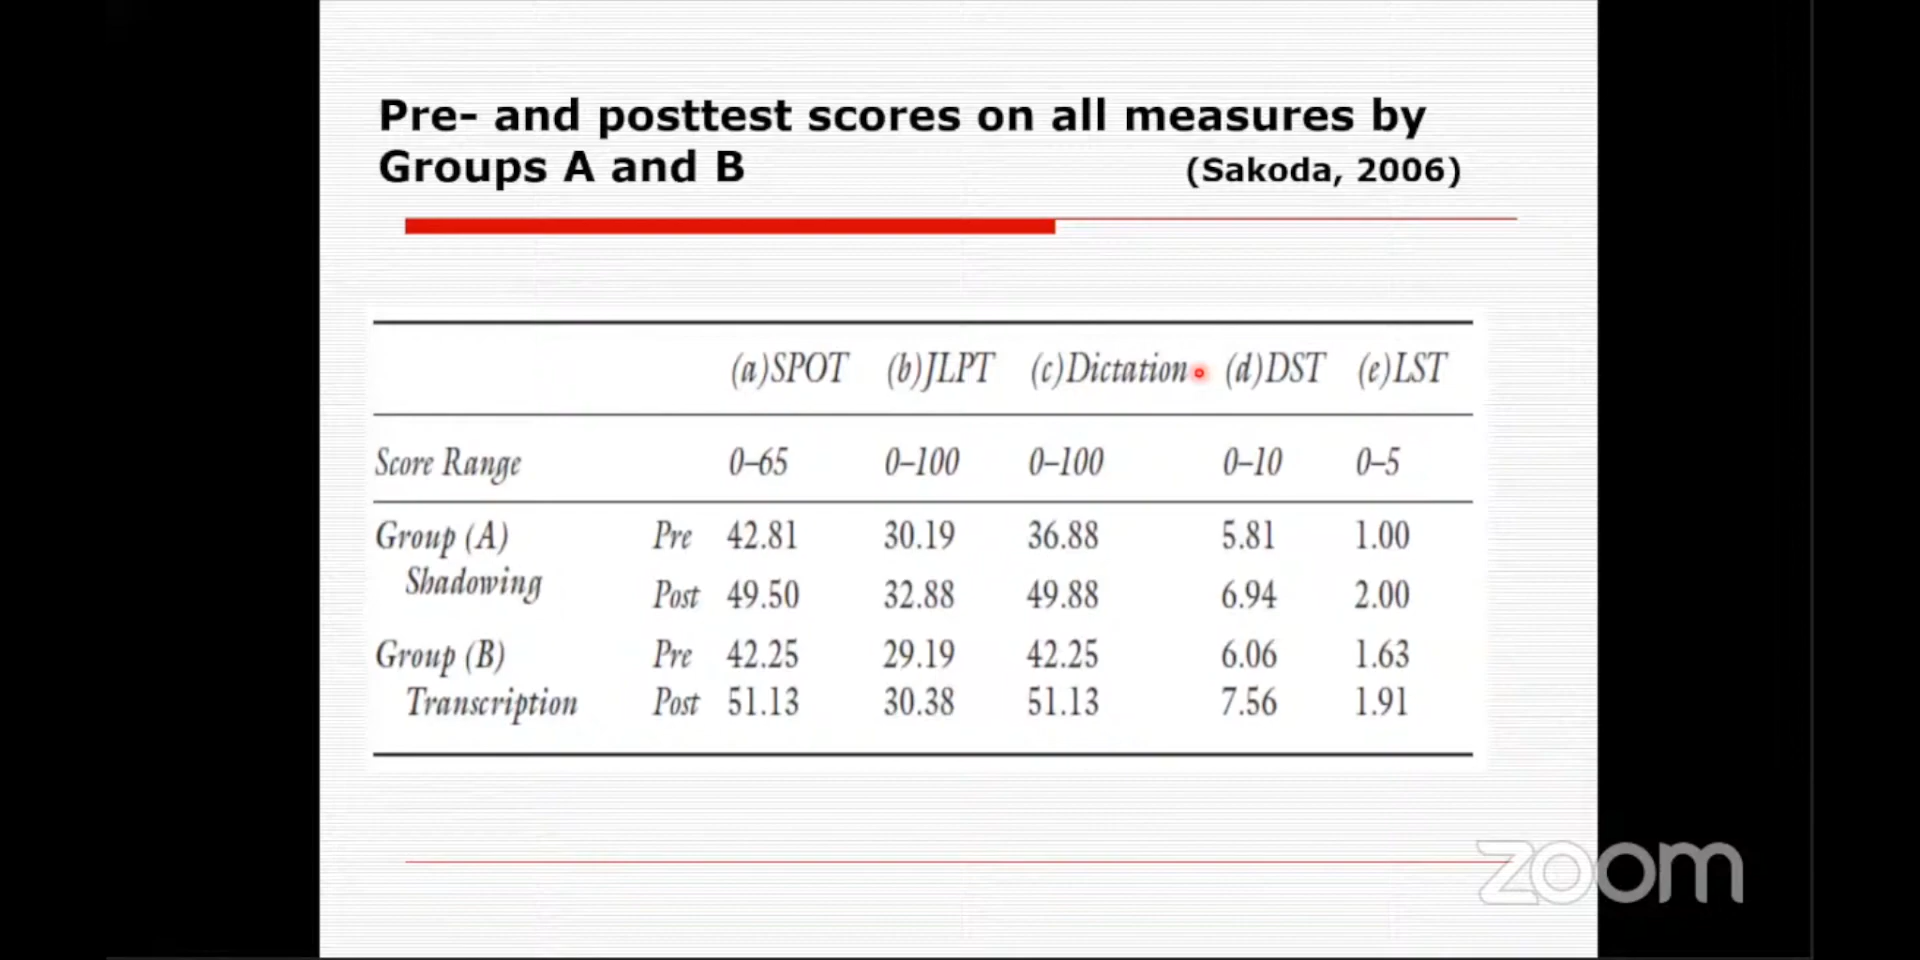 Pre- and posttest scores on all measures by
Groups A and B (Sakoda, 2006)
(a)SPOT (b)JLPT (c)Dictation (d)DST (e)LST
Score Range 0–65 0–100 0–100 0–10 0–5
Group (A) Pre 42.81 30.19 36.88 5.81 1.00
Shadowing
Post 49.50 32.88 49.88 6.94 2.00
Group (B) Pre 42.25 29.19 42.25 6.06 1.63
Transcription Post 51.13 30.38 51.13 7.56 1.91
zoom